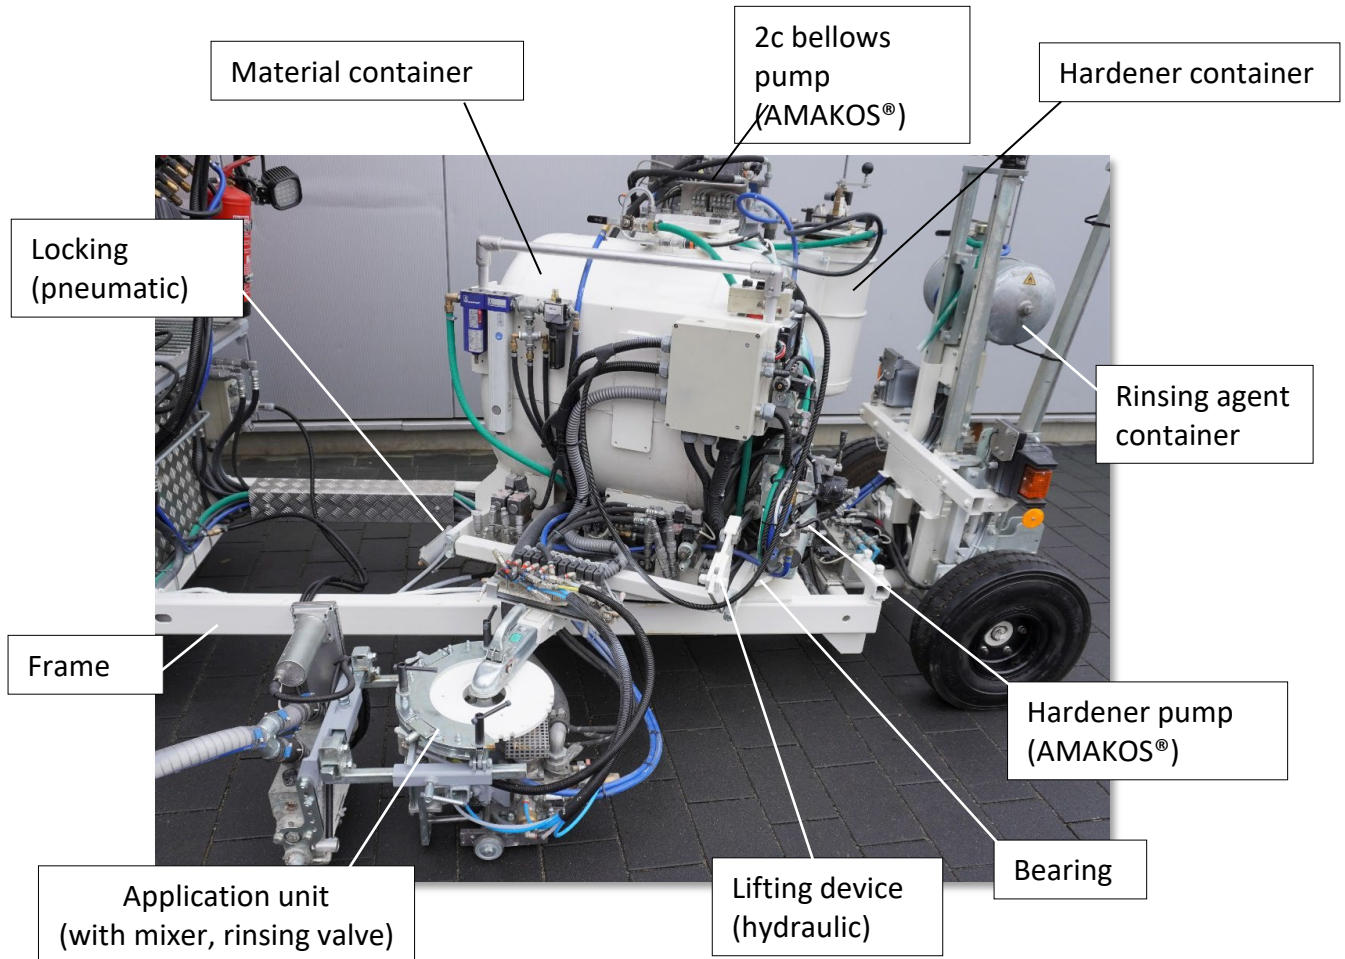 2c bellows
pump
(AMAKOS®)
Material container
Hardener container
Locking
(pneumatic)
Rinsing agent
container
Frame
Hardener pump
(AMAKOS®)
Bearing
Application unit
(with mixer, rinsing valve)
Lifting device
(hydraulic)